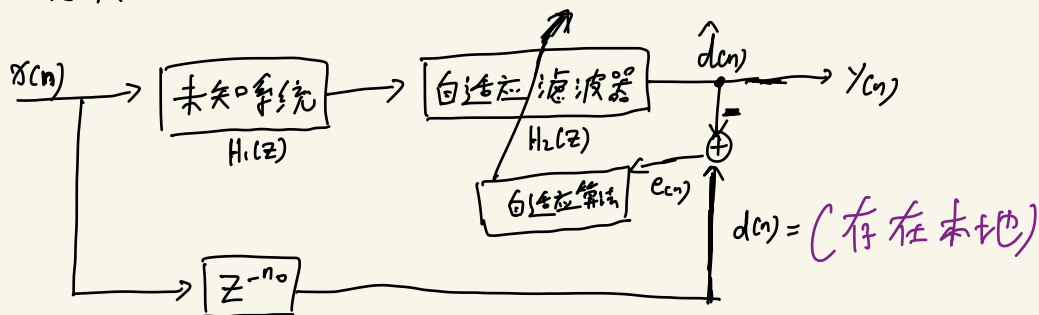 d̂(n)
x(n)
未知系统
自适应滤波器
y(n)
H₁(z)
H₂(z)
-
+
自适应算法
e(n)
d(n) = (存在本地)
z⁻ⁿ⁰